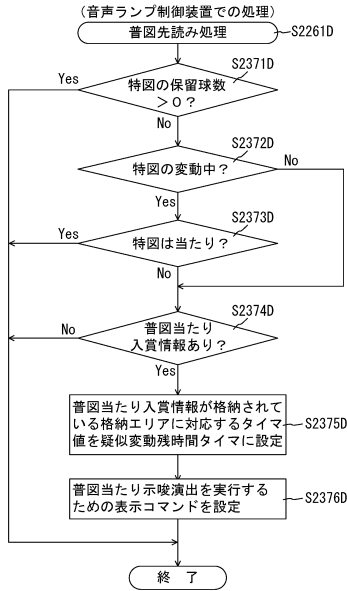 (音声ランプ制御装置での処理)
普図先読み処理
S2261D
S2371D
Yes
特図の保留球数
>0?
No
S2372D
特図の変動中?
No
Yes
S2373D
Yes
特図は当たり?
No
S2374D
No
普図当たり
入賞情報あり?
Yes
普図当たり入賞情報が格納されて
いる格納エリアに対応するタイマ
値を疑似変動残時間タイマに設定
S2375D
普図当たり示唆演出を実行する
ための表示コマンドを設定
S2376D
終 了